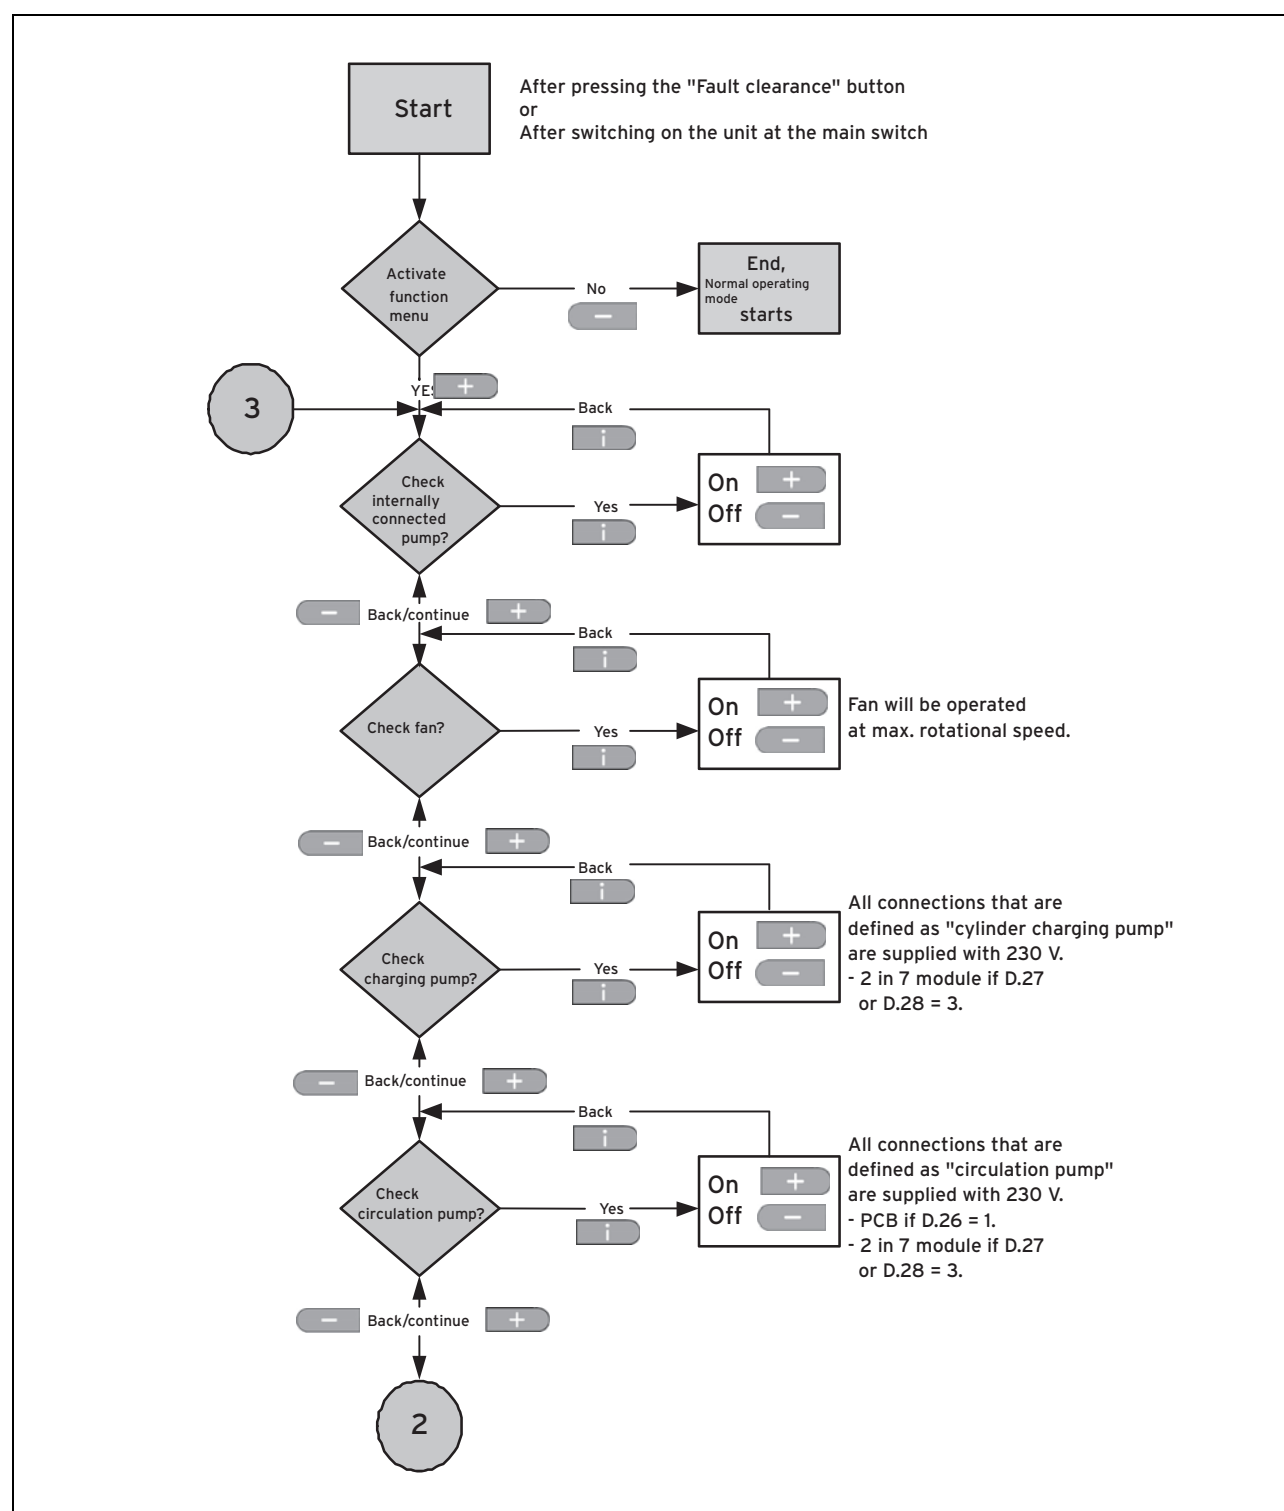 Start
After pressing the "Fault clearance" button
or
After switching on the unit at the main switch
Activate
function
menu
No
−
End,
Normal operating
mode
starts
YES
+
3
Back
i
Check
internally
connected
pump?
Yes
i
On +
Off −
− Back/continue +
Back
i
Check fan?
Yes
i
On +
Off −
Fan will be operated
at max. rotational speed.
− Back/continue +
Back
i
Check
charging pump?
Yes
i
On +
Off −
All connections that are
defined as "cylinder charging pump"
are supplied with 230 V.
- 2 in 7 module if D.27
or D.28 = 3.
− Back/continue +
Back
i
Check
circulation pump?
Yes
i
On +
Off −
All connections that are
defined as "circulation pump"
are supplied with 230 V.
- PCB if D.26 = 1.
- 2 in 7 module if D.27
or D.28 = 3.
− Back/continue +
2